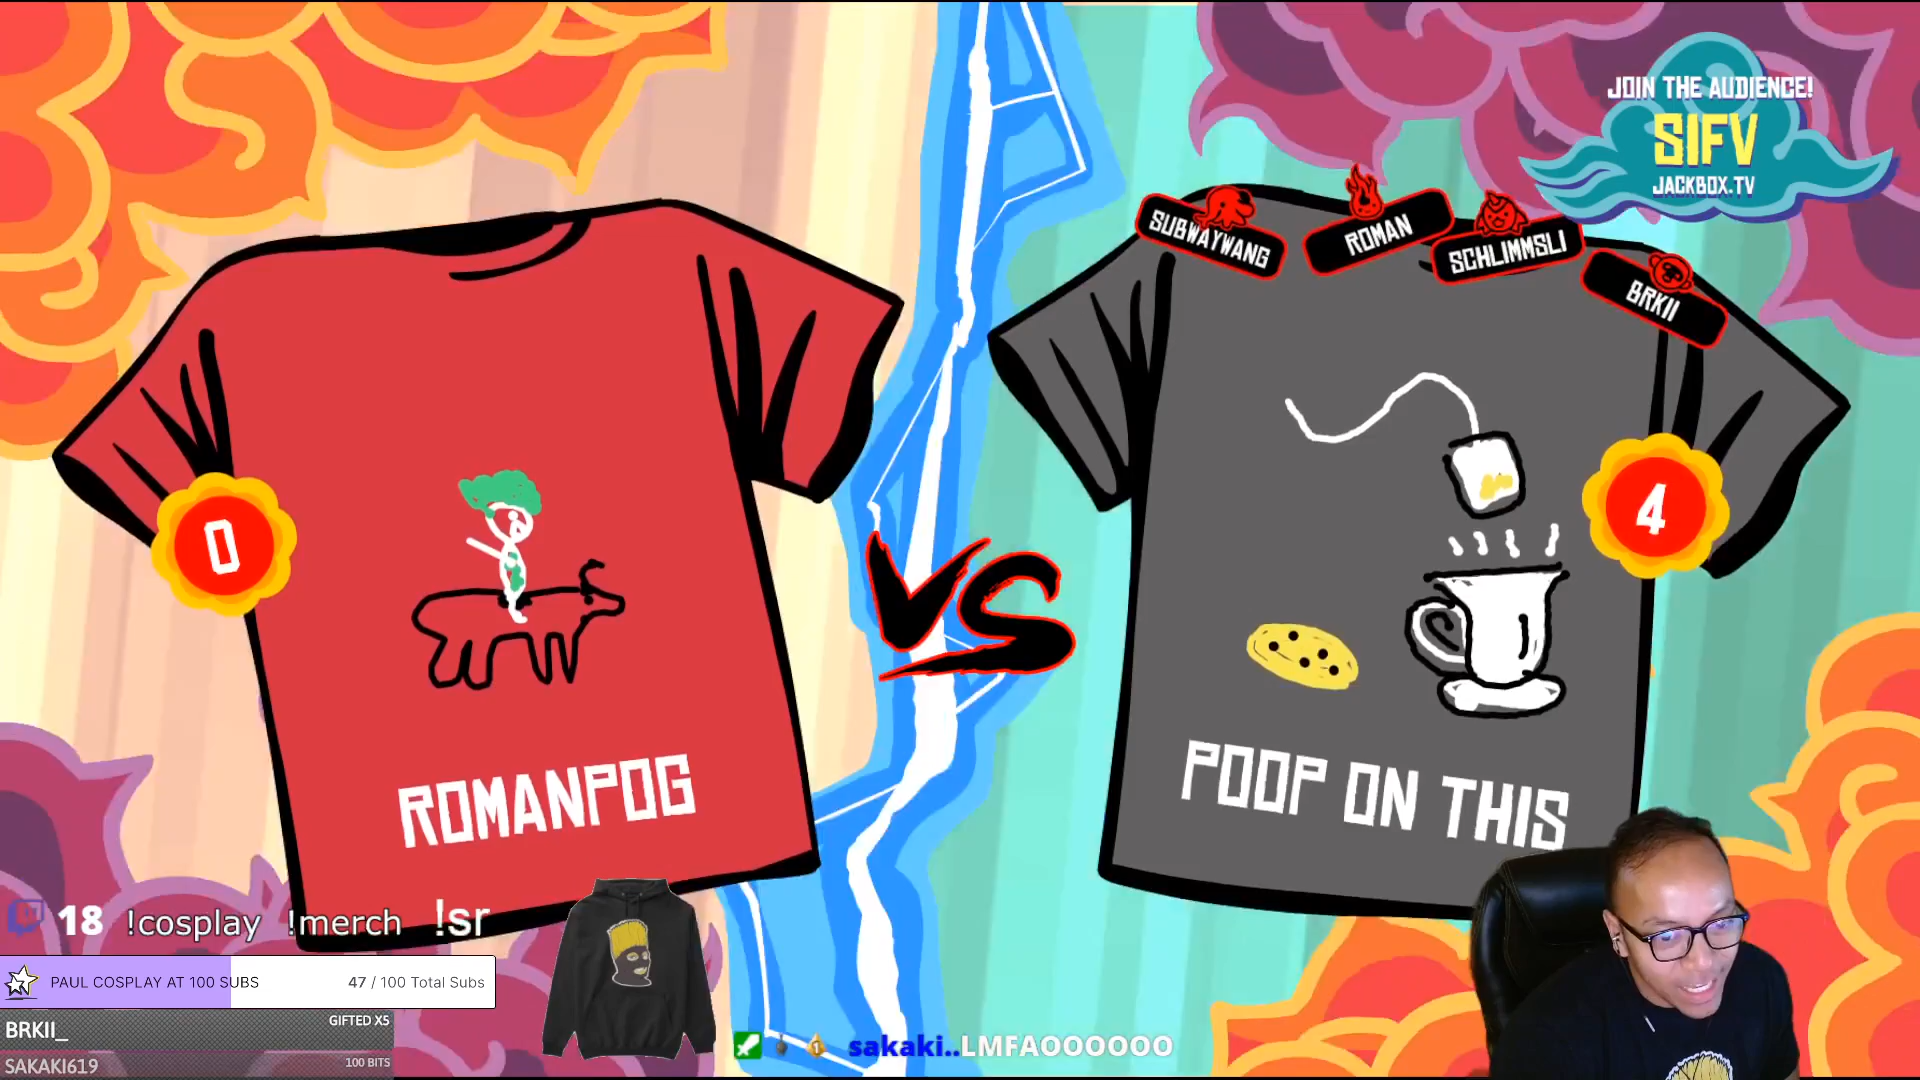 JOIN THE AUDIENCE!
SIFV
JACKBOX.TV
SUBWAYWANG
ROMAN
SCHLIMMSLI
BRKII
0
4
VS
ROMANPOG
POOP ON THIS
18 !cosplay !merch !sr
PAUL COSPLAY AT 100 SUBS 47 / 100 Total Subs
BRKII_ GIFTED X5
SAKAKI619 100 BITS
1 sakaki..LMFAOOOOOO